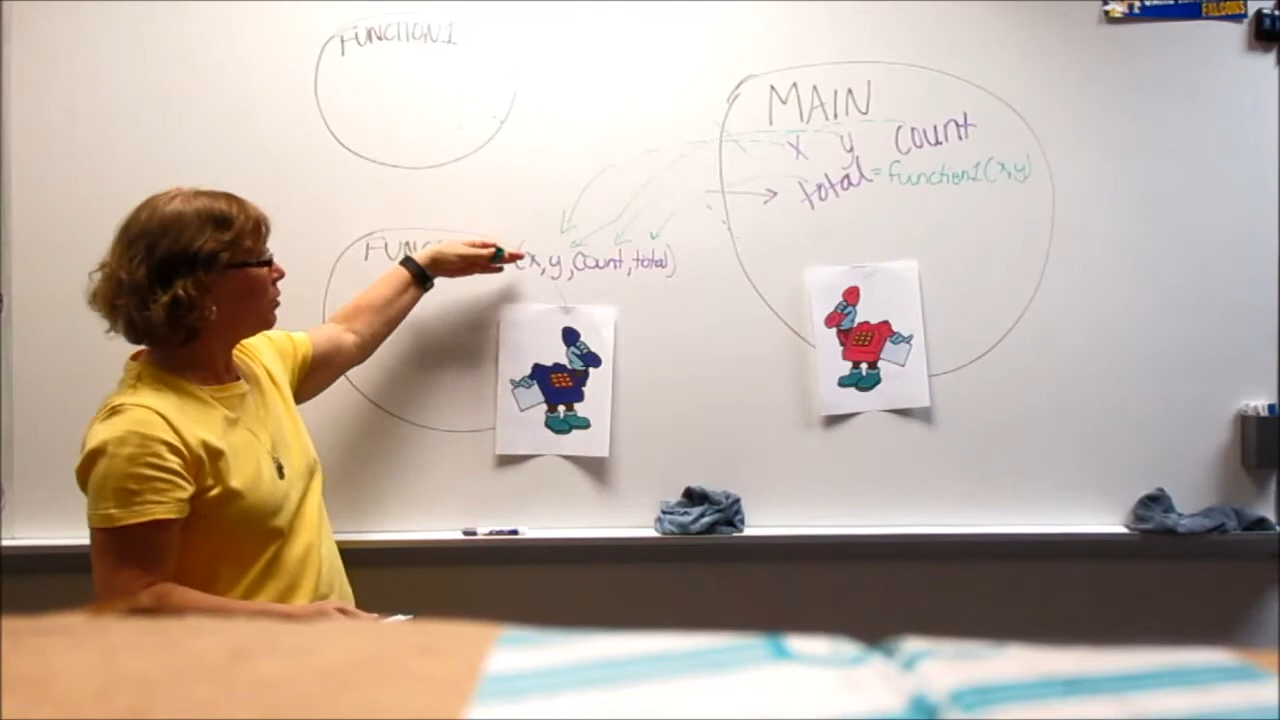 FUNCTION1
MAIN
x y count
total = function1(x,y)
(x,y,count,total)
FALCONS